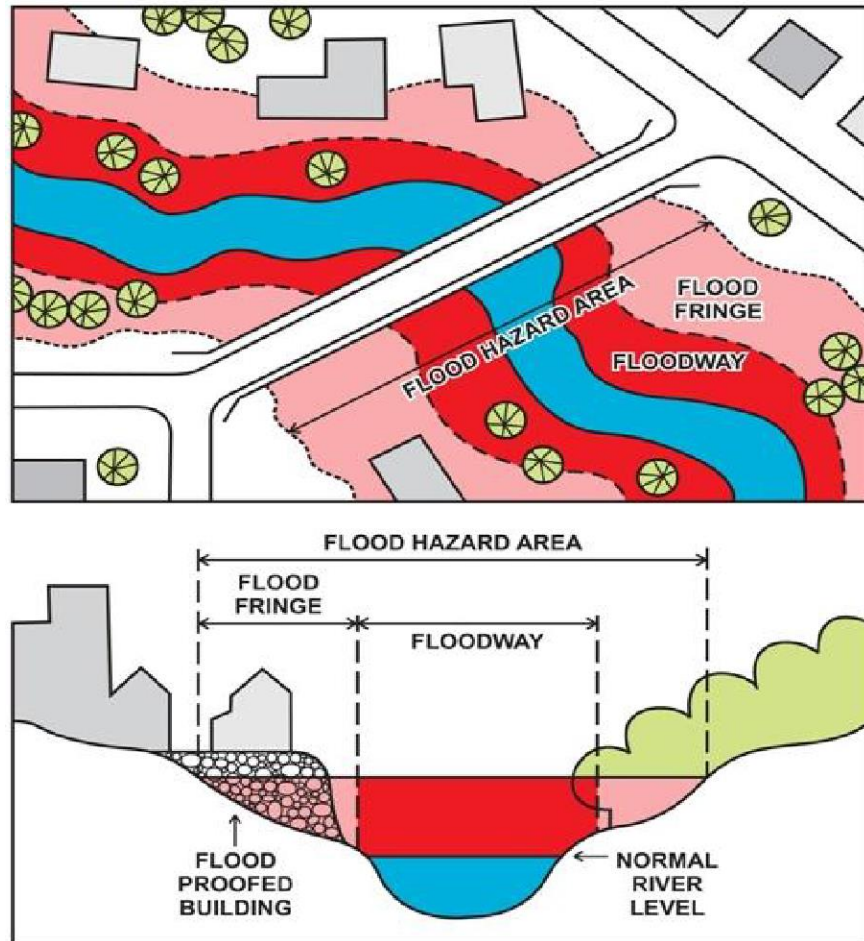 FLOOD
FRINGE
FLOODWAY
FLOOD HAZARD AREA
FLOOD HAZARD AREA
FLOOD
FRINGE
FLOODWAY
FLOOD
PROOFED
BUILDING
NORMAL
RIVER
LEVEL